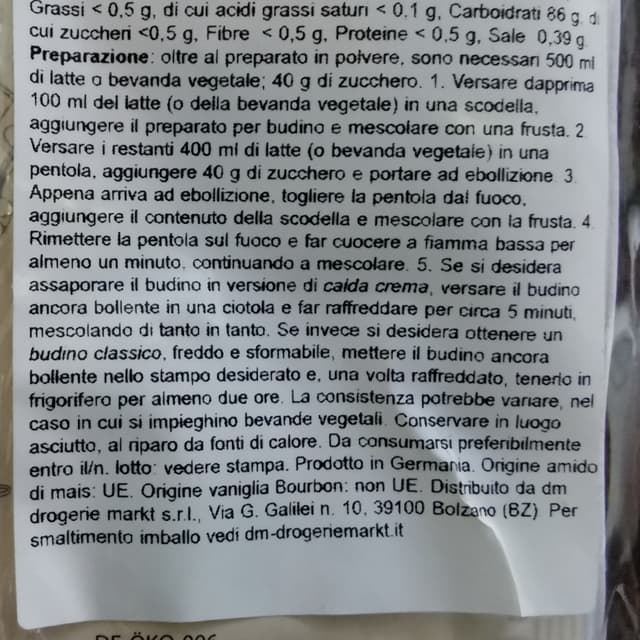 Grassi < 0,5 g, di cui acidi grassi saturi < 0,1 g, Carboidrati 86 g, di
cui zuccheri <0,5 g, Fibre < 0,5 g, Proteine < 0,5 g, Sale 0,39 g.
Preparazione: oltre al preparato in polvere, sono necessari 500 ml
di latte o bevanda vegetale; 40 g di zucchero. 1. Versare dapprima
100 ml del latte (o della bevanda vegetale) in una scodella,
aggiungere il preparato per budino e mescolare con una frusta. 2.
Versare i restanti 400 ml di latte (o bevanda vegetale) in una
pentola, aggiungere 40 g di zucchero e portare ad ebollizione. 3.
Appena arriva ad ebollizione, togliere la pentola dal fuoco,
aggiungere il contenuto della scodella e mescolare con la frusta. 4.
Rimettere la pentola sul fuoco e far cuocere a fiamma bassa per
almeno un minuto, continuando a mescolare. 5. Se si desidera
assaporare il budino in versione di calda crema, versare il budino
ancora bollente in una ciotola e far raffreddare per circa 5 minuti,
mescolando di tanto in tanto. Se invece si desidera ottenere un
budino classico, freddo e sformabile, mettere il budino ancora
bollente nello stampo desiderato e, una volta raffreddato, tenerlo in
frigorifero per almeno due ore. La consistenza potrebbe variare, nel
caso in cui si impieghino bevande vegetali. Conservare in luogo
asciutto, al riparo da fonti di calore. Da consumarsi preferibilmente
entro il/n. lotto: vedere stampa. Prodotto in Germania. Origine amido
di mais: UE. Origine vaniglia Bourbon: non UE. Distribuito da dm
drogerie markt s.r.l., Via G. Galilei n. 10, 39100 Bolzano (BZ) Per
smaltimento imballo vedi dm-drogeriemarkt.it
DE-ÖKO-006